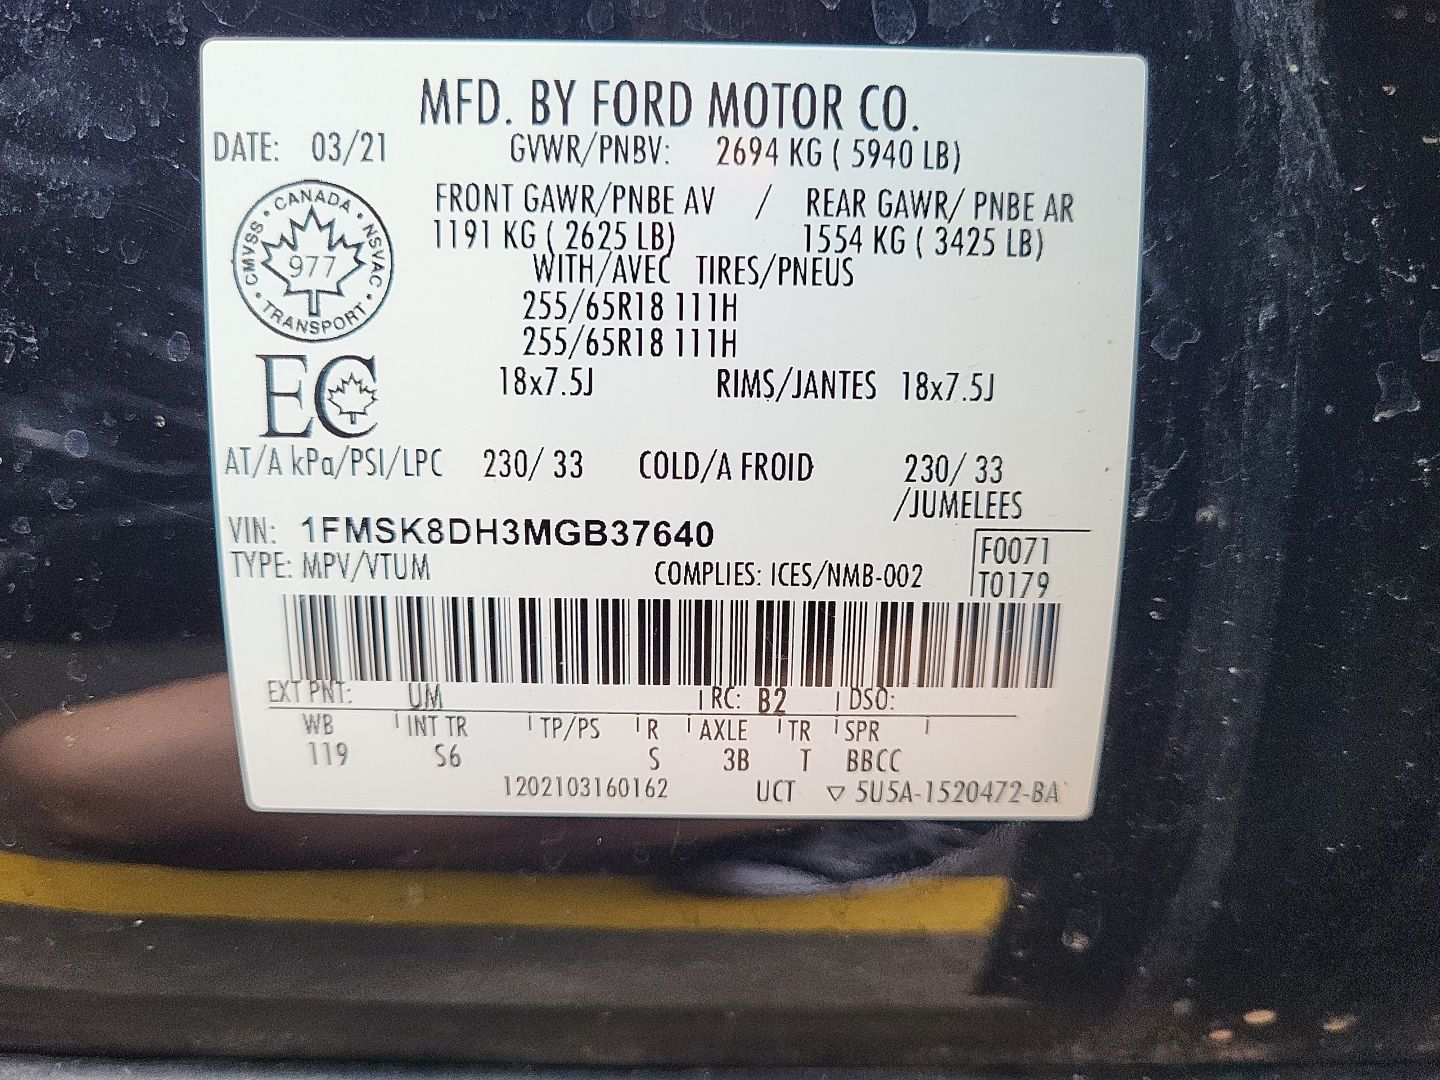 MFD. BY FORD MOTOR CO.
DATE: 03/21 GVWR/PNBV: 2694 KG ( 5940 LB)
FRONT GAWR/PNBE AV / REAR GAWR/ PNBE AR
1191 KG ( 2625 LB) 1554 KG ( 3425 LB)
WITH/AVEC TIRES/PNEUS
255/65R18 111H
255/65R18 111H
18x7.5J RIMS/JANTES 18x7.5J
CANADA
CMVSS • NSVAC
977
TRANSPORT
EC
AT/A kPa/PSI/LPC 230/ 33 COLD/A FROID 230/ 33
/JUMELEES
VIN: 1FMSK8DH3MGB37640
TYPE: MPV/VTUM COMPLIES: ICES/NMB-002
F0071
T0179
EXT PNT: UM RC: B2 DSO:
WB INT TR TP/PS R AXLE TR SPR
119 S6 S 3B T BBCC
1202103160162 UCT ▽ 5U5A-1520472-BA